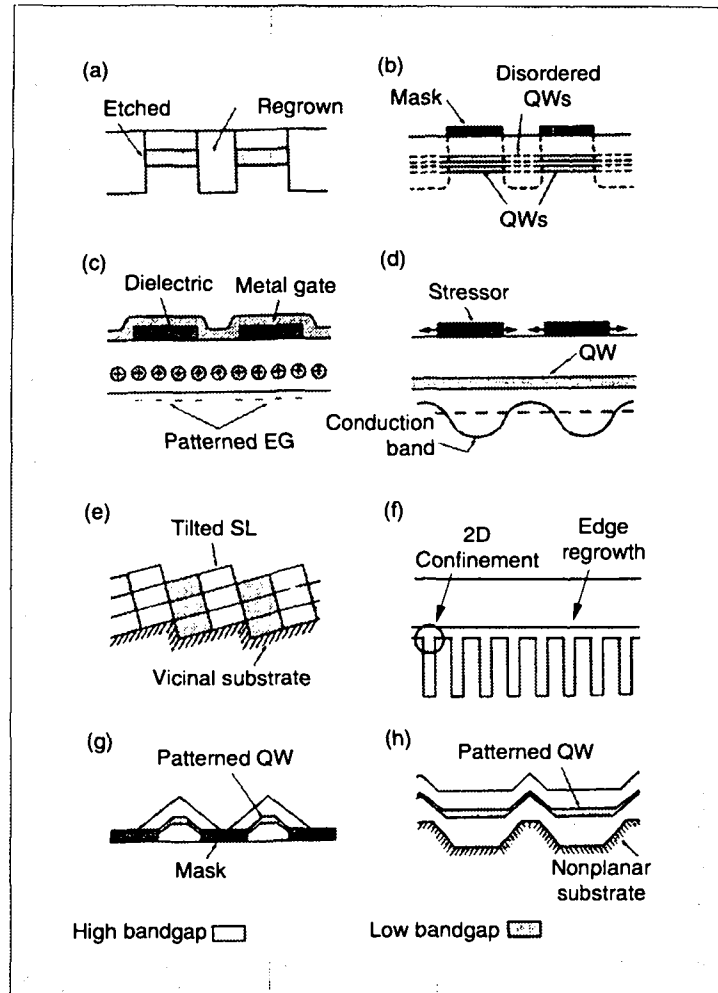 (a)
Etched
Regrown
(b)
Disordered
QWs
Mask
QWs
(c)
Dielectric
Metal gate
Patterned EG
(d)
Stressor
QW
Conduction
band
(e)
Tilted SL
Vicinal substrate
(f)
2D
Confinement
Edge
regrowth
(g)
Patterned QW
Mask
(h)
Patterned QW
Nonplanar
substrate
High bandgap
Low bandgap